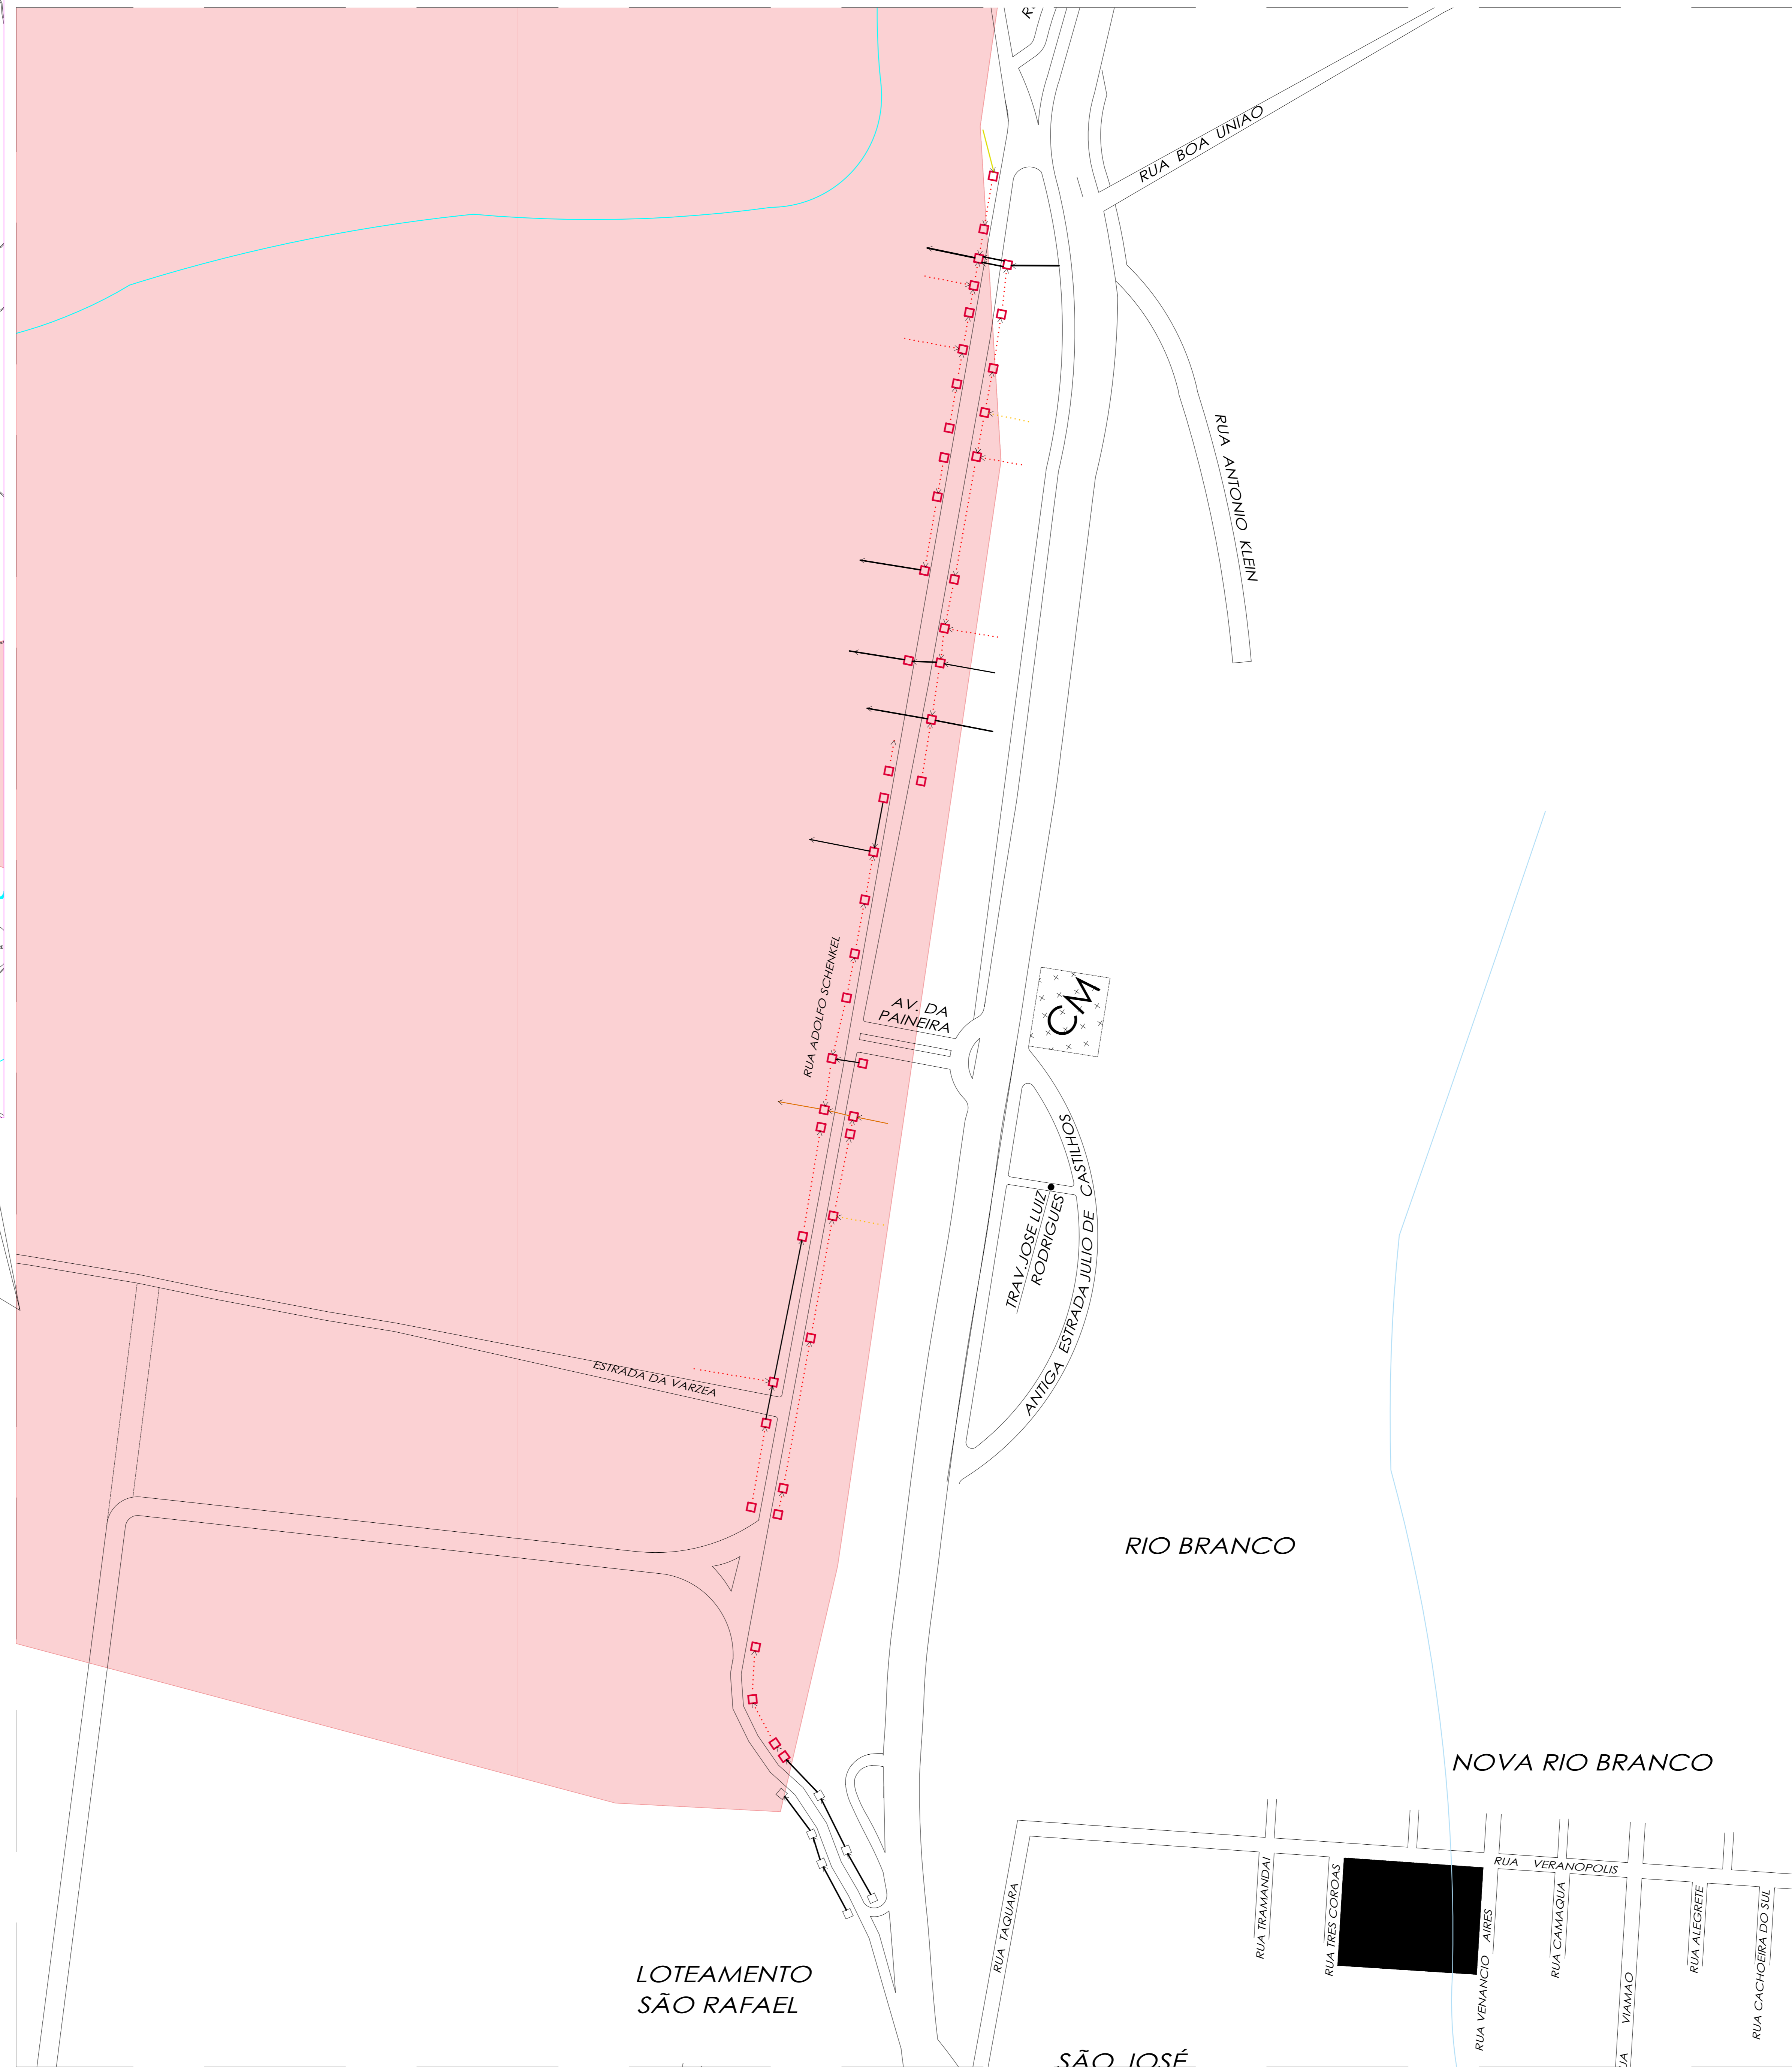 RUA BOA UNIAO
RUA ANTONIO KLEIN
RUA ADOLFO SCHENKEL
AV. DA
PAINEIRA
CM
ANTIGA ESTRADA JULIO DE CASTILHOS
TRAV. JOSE LUIZ
RODRIGUES
ESTRADA DA VARZEA
RIO BRANCO
NOVA RIO BRANCO
RUA VERANOPOLIS
RUA TAQUARA
RUA TRAMANDAI
RUA TRES COROAS
RUA VENANCIO AIRES
RUA CAMAQUA
VIAMAO
RUA ALEGRETE
RUA CACHOEIRA DO SUL
LOTEAMENTO
SÃO RAFAEL
SÃO JOSÉ